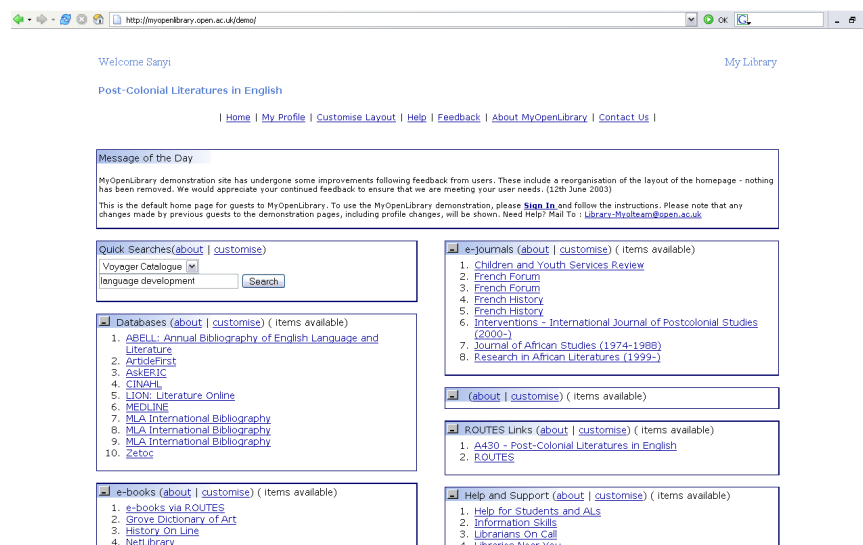 http://myopenlibrary.open.ac.uk/demo/
OK
Welcome Sanyi
My Library
Post-Colonial Literatures in English
| Home | My Profile | Customise Layout | Help | Feedback | About MyOpenLibrary | Contact Us |
Message of the Day
MyOpenLibrary demonstration site has undergone some improvements following feedback from users. These include a reorganisation of the layout of the homepage - nothing
has been removed. We would appreciate your continued feedback to ensure that we are meeting your user needs. (12th June 2003)
This is the default home page for guests to MyOpenLibrary. To use the MyOpenLibrary demonstration, please Sign In and follow the instructions. Please note that any
changes made by previous guests to the demonstration pages, including profile changes, will be shown. Need Help? Mail To : Library-Myolteam@open.ac.uk
Quick Searches(about | customise)
Voyager Catalogue
language development
Search
Databases (about | customise) ( items available)
1. ABELL: Annual Bibliography of English Language and
Literature
2. ArticleFirst
3. AskERIC
4. CINAHL
5. LION: Literature Online
6. MEDLINE
7. MLA International Bibliography
8. MLA International Bibliography
9. MLA International Bibliography
10. Zetoc
e-books (about | customise) ( items available)
1. e-books via ROUTES
2. Grove Dictionary of Art
3. History On Line
4. NetLibrary
e-journals (about | customise) ( items available)
1. Children and Youth Services Review
2. French Forum
3. French Forum
4. French History
5. French History
6. Interventions - International Journal of Postcolonial Studies
(2000-)
7. Journal of African Studies (1974-1988)
8. Research in African Literatures (1999-)
(about | customise) ( items available)
ROUTES Links (about | customise) ( items available)
1. A430 - Post-Colonial Literatures in English
2. ROUTES
Help and Support (about | customise) ( items available)
1. Help for Students and ALs
2. Information Skills
3. Librarians On Call
4. Libraries Near You